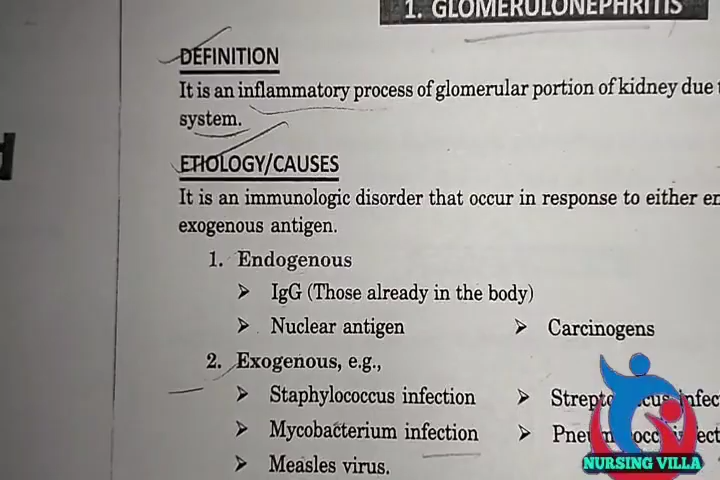 1. GLOMERULONEPHRITIS
DEFINITION
It is an inflammatory process of glomerular portion of kidney due
system.
ETIOLOGY/CAUSES
It is an immunologic disorder that occur in response to either
exogenous antigen.
1. Endogenous
➤ IgG (Those already in the body)
➤ Nuclear antigen ➤ Carcinogens
2. Exogenous, e.g.,
➤ Staphylococcus infection ➤
➤ Mycobacterium infection ➤
➤ Measles virus.
NURSING VILLA